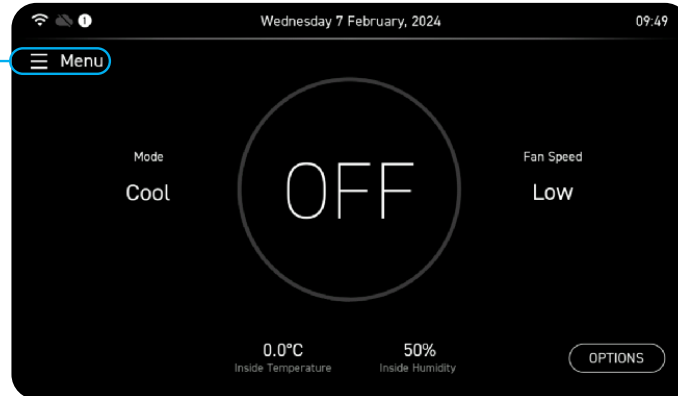 1 Wednesday 7 February, 2024 09:49
Menu
Mode
Cool
OFF
Fan Speed
Low
0.0°C
Inside Temperature
50%
Inside Humidity
OPTIONS